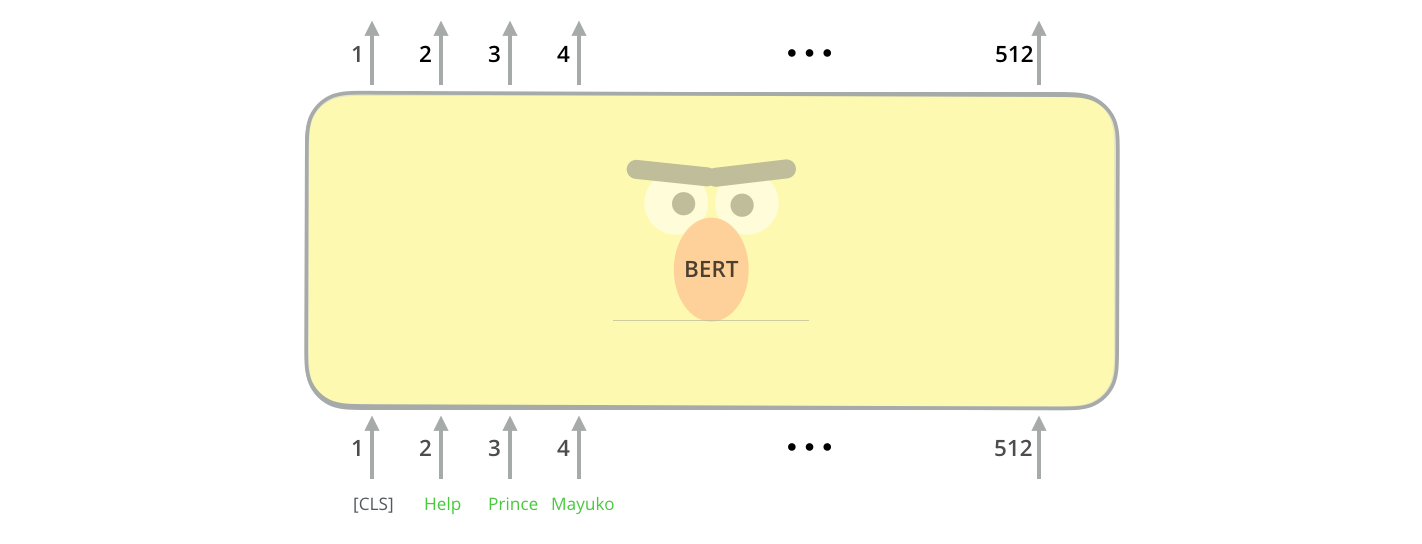 1 2 3 4 ••• 512
BERT
1 2 3 4 ••• 512
[CLS] Help Prince Mayuko